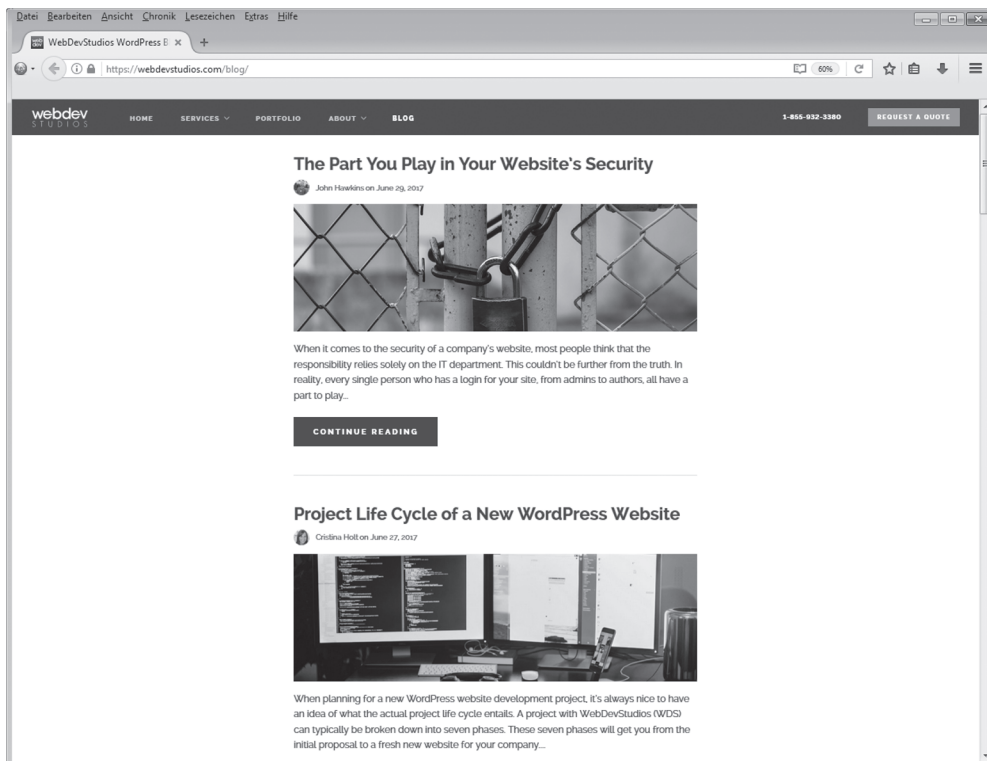 Datei Bearbeiten Ansicht Chronik Lesezeichen Extras Hilfe
WebDevStudios WordPress B
https://webdevstudios.com/blog/
60%
webdev
STUDIOS
HOME
SERVICES
PORTFOLIO
ABOUT
BLOG
1-855-932-3380
REQUEST A QUOTE
The Part You Play in Your Website's Security
John Hawkins on June 29, 2017
When it comes to the security of a company's website, most people think that the
responsibility relies solely on the IT department. This couldn't be further from the truth. In
reality, every single person who has a login for your site, from admins to authors, all have a
part to play...
CONTINUE READING
Project Life Cycle of a New WordPress Website
Cristina Holt on June 27, 2017
When planning for a new WordPress website development project, it's always nice to have
an idea of what the actual project life cycle entails. A project with WebDevStudios (WDS)
can typically be broken down into seven phases. These seven phases will get you from the
initial proposal to a fresh new website for your company....